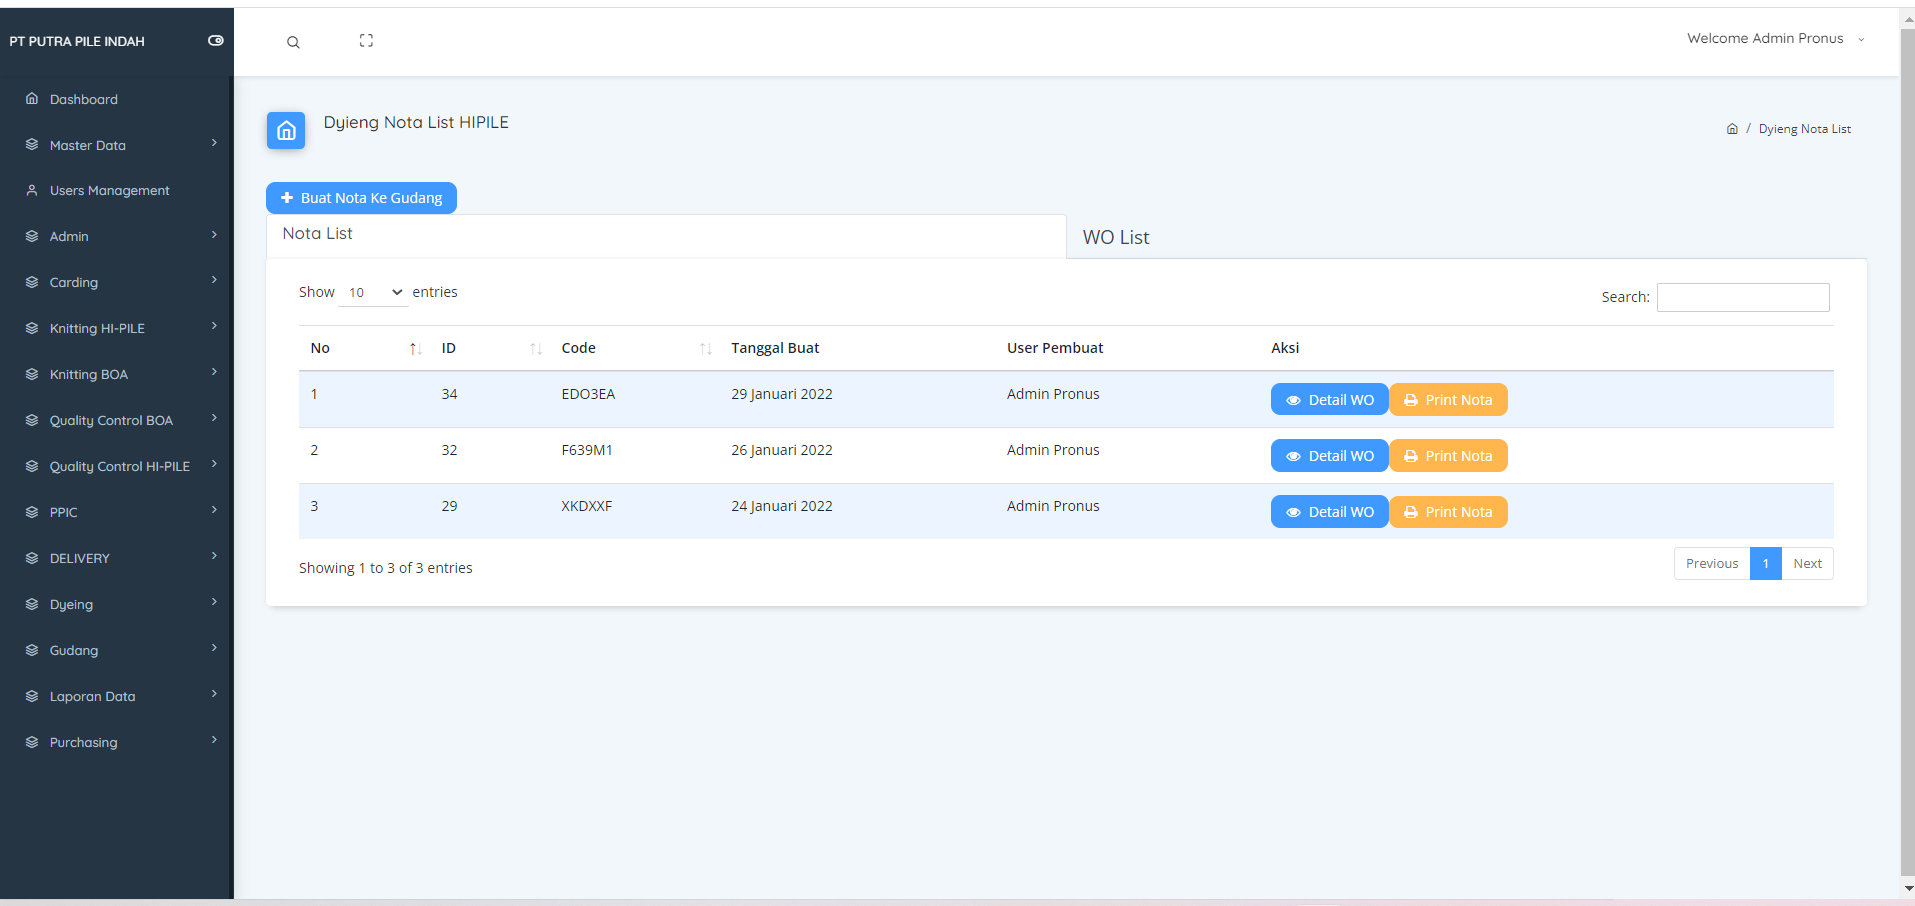 PT PUTRA PILE INDAH
Welcome Admin Pronus
Dashboard
Master Data
Users Management
Admin
Carding
Knitting HI-PILE
Knitting BOA
Quality Control BOA
Quality Control HI-PILE
PPIC
DELIVERY
Dyeing
Gudang
Laporan Data
Purchasing
Dyieng Nota List HIPILE
/ Dyieng Nota List
Buat Nota Ke Gudang
Nota List
WO List
Show 10 entries
Search:
No ID Code Tanggal Buat User Pembuat Aksi
1 34 EDO3EA 29 Januari 2022 Admin Pronus Detail WO Print Nota
2 32 F639M1 26 Januari 2022 Admin Pronus Detail WO Print Nota
3 29 XKDXXF 24 Januari 2022 Admin Pronus Detail WO Print Nota
Showing 1 to 3 of 3 entries
Previous 1 Next